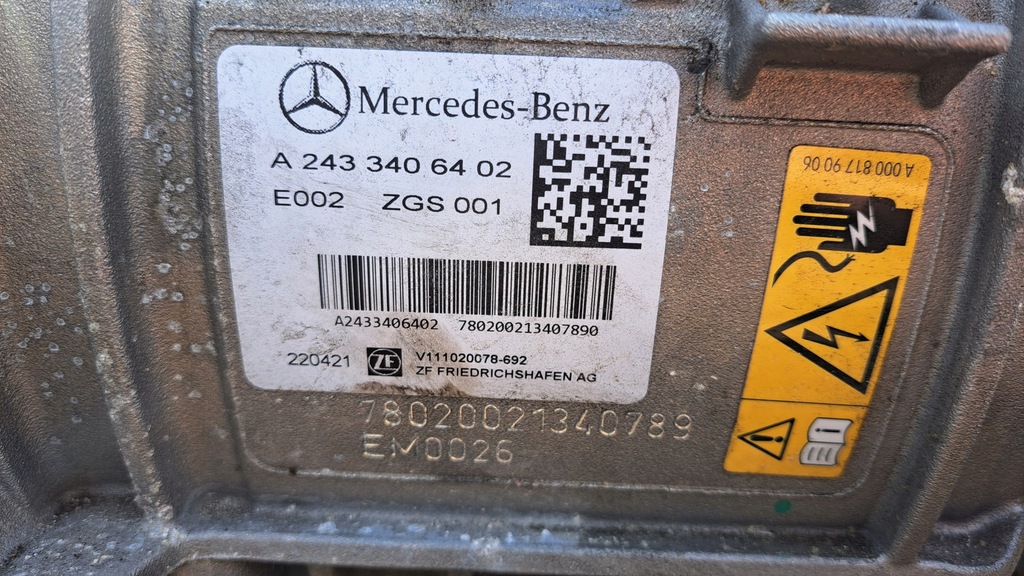 Mercedes-Benz
A 243 340 64 02
E002 ZGS 001
A2433406402 780200213407890
220421 ZF V111020078-692
ZF FRIEDRICHSHAFEN AG
78020021340789
EM0026
A 000 817 90 06